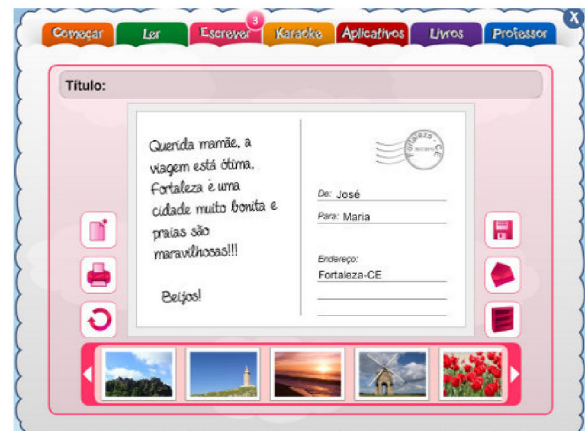 Começar Ler Escrever 3 Karaoke Aplicativos Livros Professor X
Título:
Querida mamãe, a
viagem está ótima.
Fortaleza é uma
cidade muito bonita e
praias são
maravilhosas!!!
Beijos!
Fortaleza - CE
De: José
Para: Maria
Endereço:
Fortaleza-CE